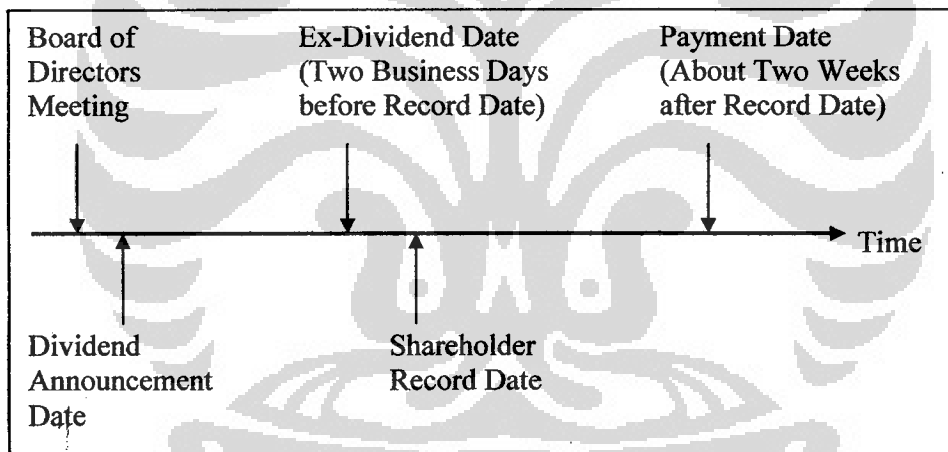 Board of
Directors
Meeting
Ex-Dividend Date
(Two Business Days
before Record Date)
Payment Date
(About Two Weeks
after Record Date)
Time
Dividend
Announcement
Date
Shareholder
Record Date